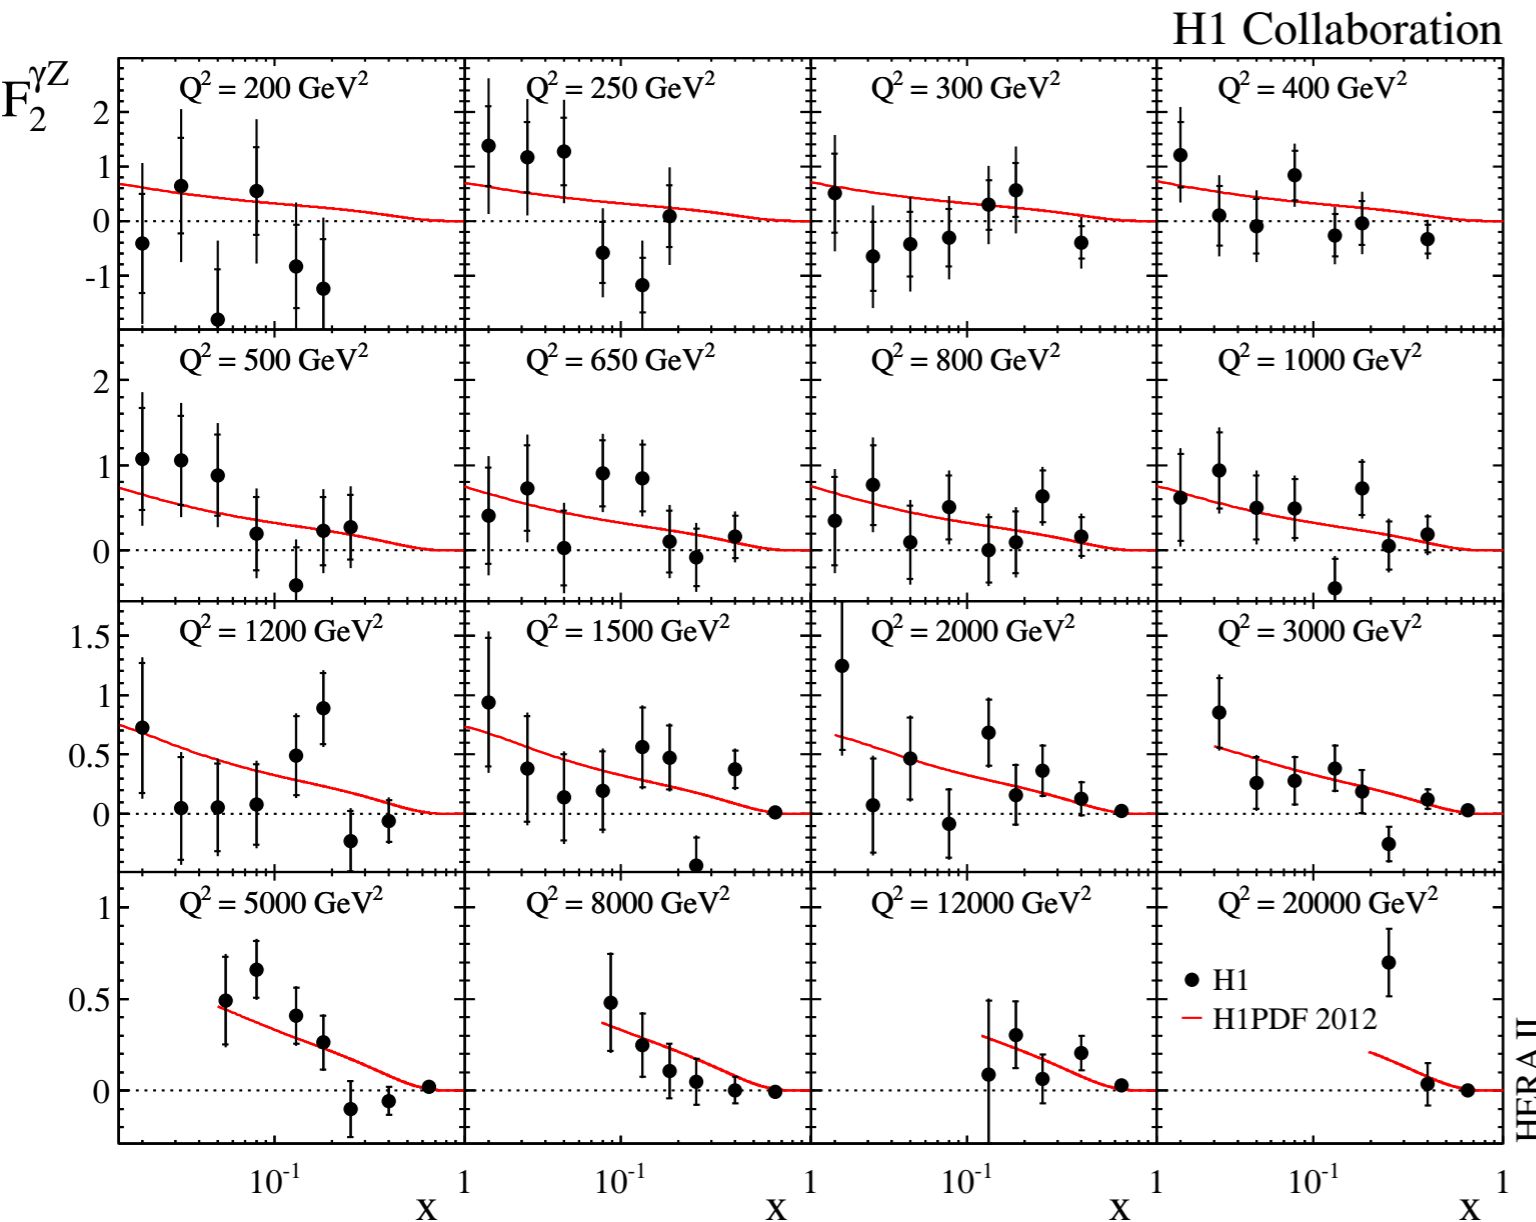 H1 Collaboration
F₂^γZ
Q² = 200 GeV²
Q² = 250 GeV²
Q² = 300 GeV²
Q² = 400 GeV²
2
1
0
-1
Q² = 500 GeV²
Q² = 650 GeV²
Q² = 800 GeV²
Q² = 1000 GeV²
2
1
0
Q² = 1200 GeV²
Q² = 1500 GeV²
Q² = 2000 GeV²
Q² = 3000 GeV²
1.5
1
0.5
0
Q² = 5000 GeV²
Q² = 8000 GeV²
Q² = 12000 GeV²
Q² = 20000 GeV²
1
0.5
0
H1
H1PDF 2012
HERA II
10⁻¹ 1
10⁻¹ 1
10⁻¹ 1
10⁻¹ 1
x
x
x
x